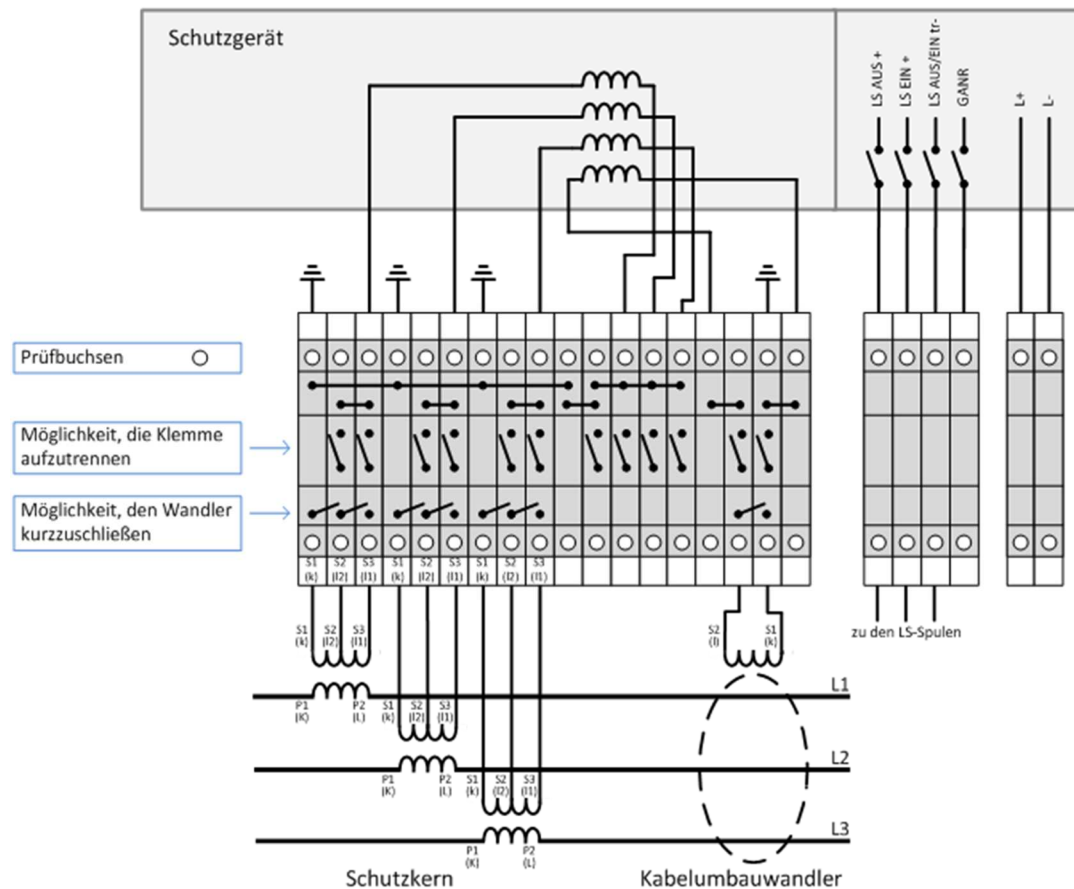 Schutzgerät
LS AUS +
LS EIN +
LS AUS/EIN tr-
GANR
L+
L-
Prüfbuchsen
Möglichkeit, die Klemme
aufzutrennen
Möglichkeit, den Wandler
kurzzuschließen
S1 S2 S3 S1 S2 S3 S1 S2 S3
(k) (l2) (l1) (k) (l2) (l1) (k) (l2) (l1)
S1 S2 S3
(k) (l2) (l1)
S2 S1
(l) (k)
zu den LS-Spulen
L1
P1 P2
(K) (L)
S1 S2 S3
(k) (l2) (l1)
L2
P1 P2
(K) (L)
S1 S2 S3
(k) (l2) (l1)
L3
P1 P2
(K) (L)
Schutzkern
Kabelumbauwandler